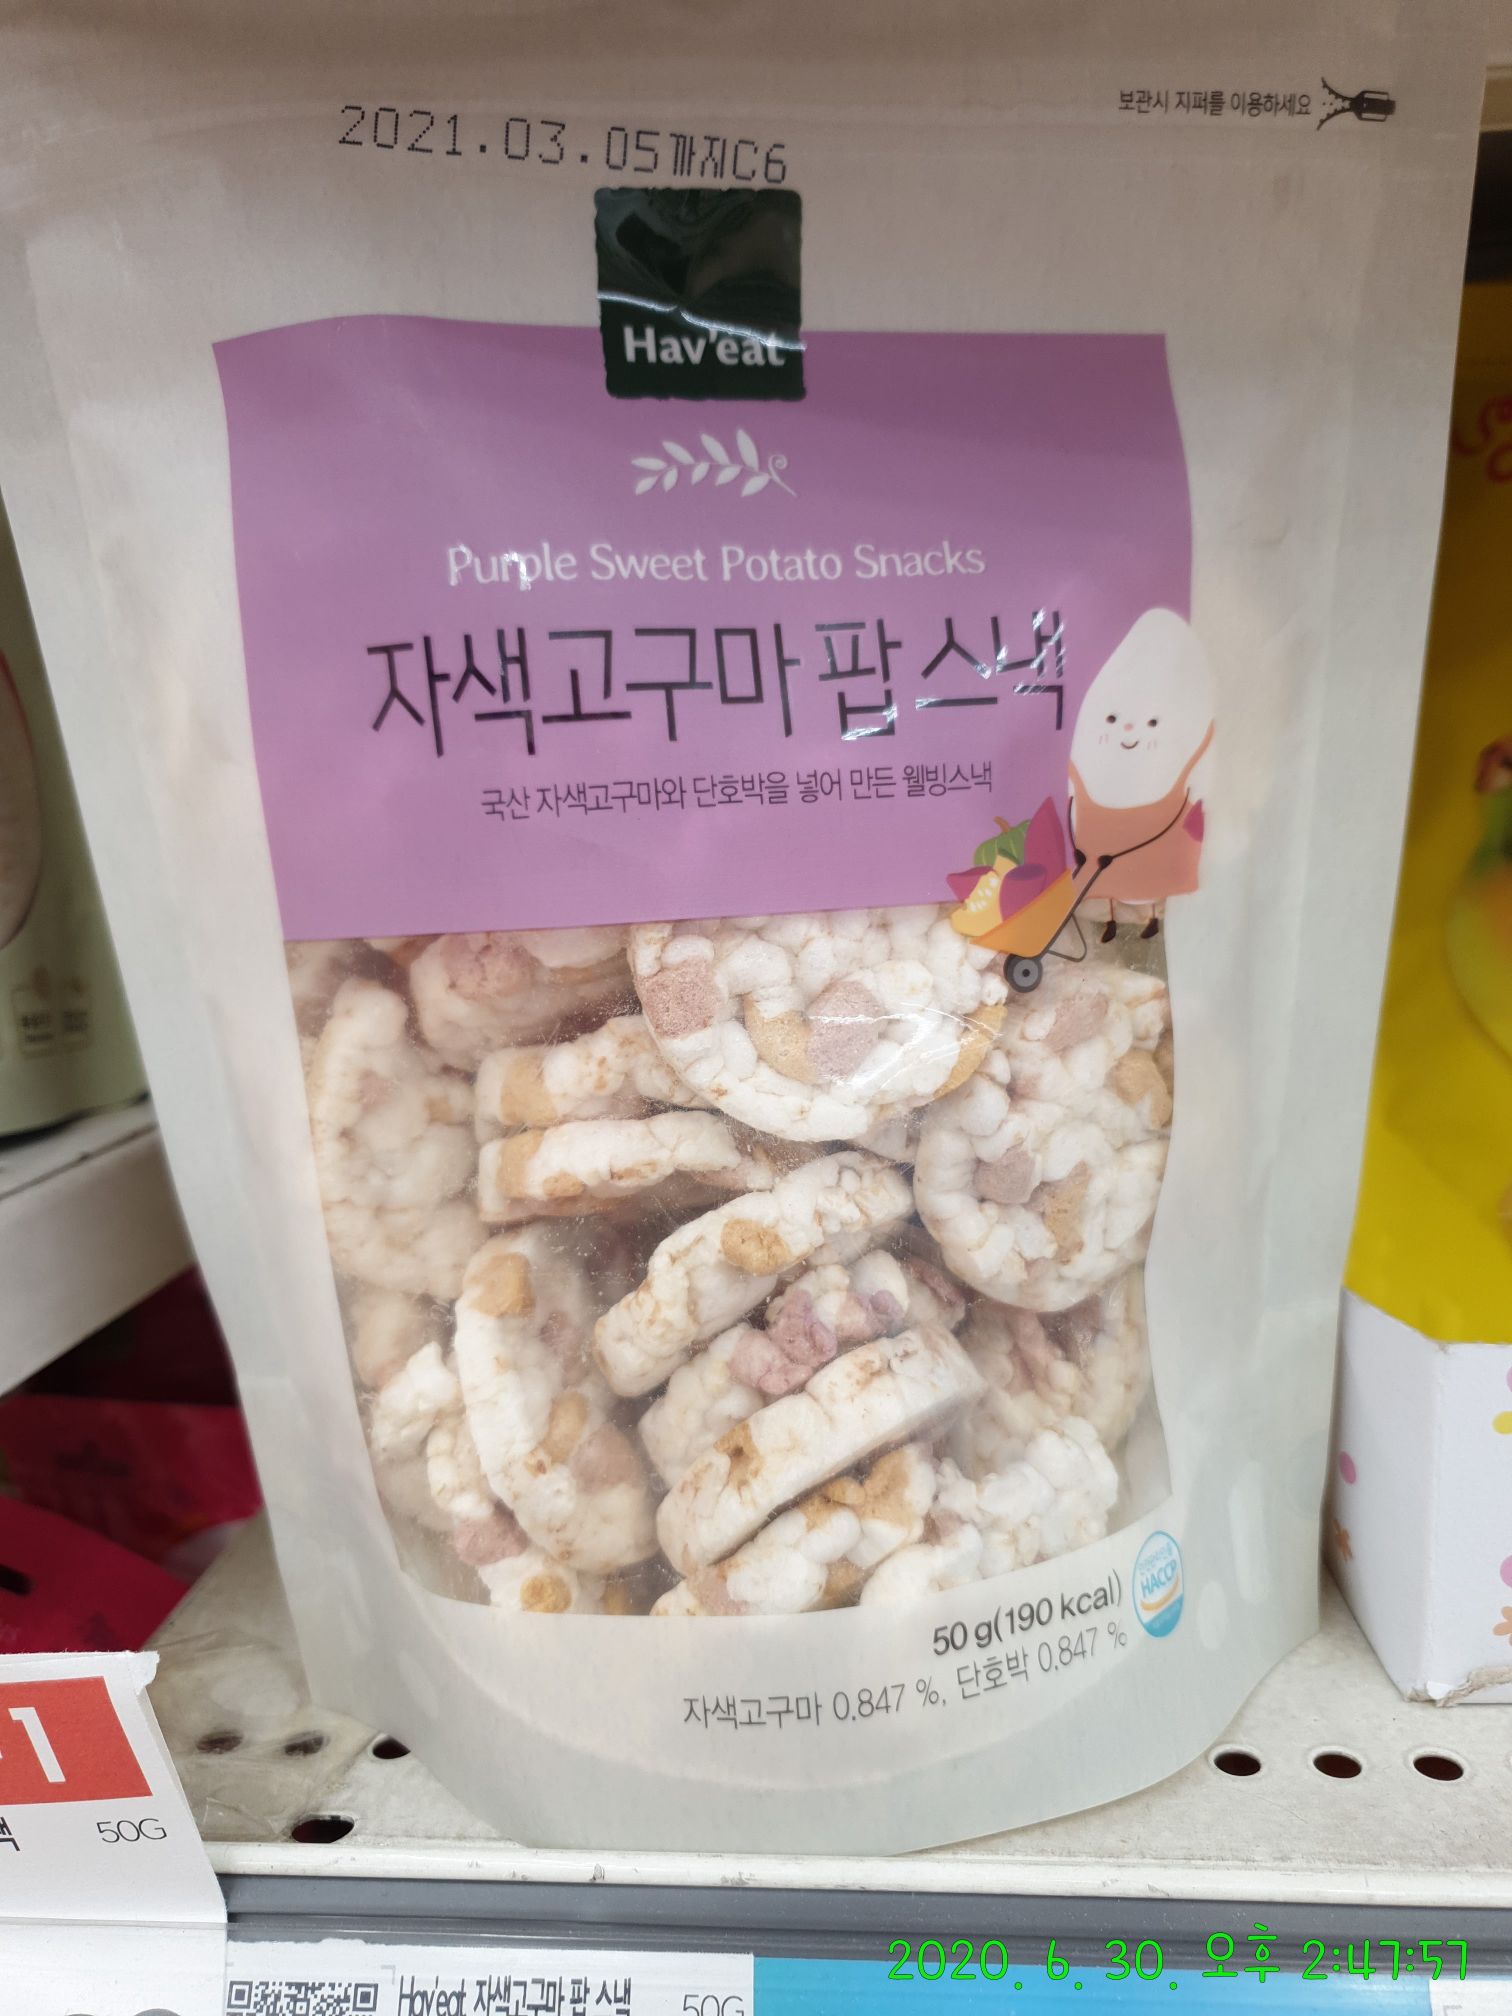 2021.03.05까지C6
보관시 지퍼를 이용하세요
Hav'eat
Purple Sweet Potato Snacks
자색고구마 팝 스낵
국산 자색고구마와 단호박을 넣어 만든 웰빙스낵
HACCP
50 g(190 kcal)
자색고구마 0.847 %, 단호박 0.847 %
1
50G
Hav'eat 자색고구마 팝 스낵 50G
2020. 6. 30. 오후 2:47:57